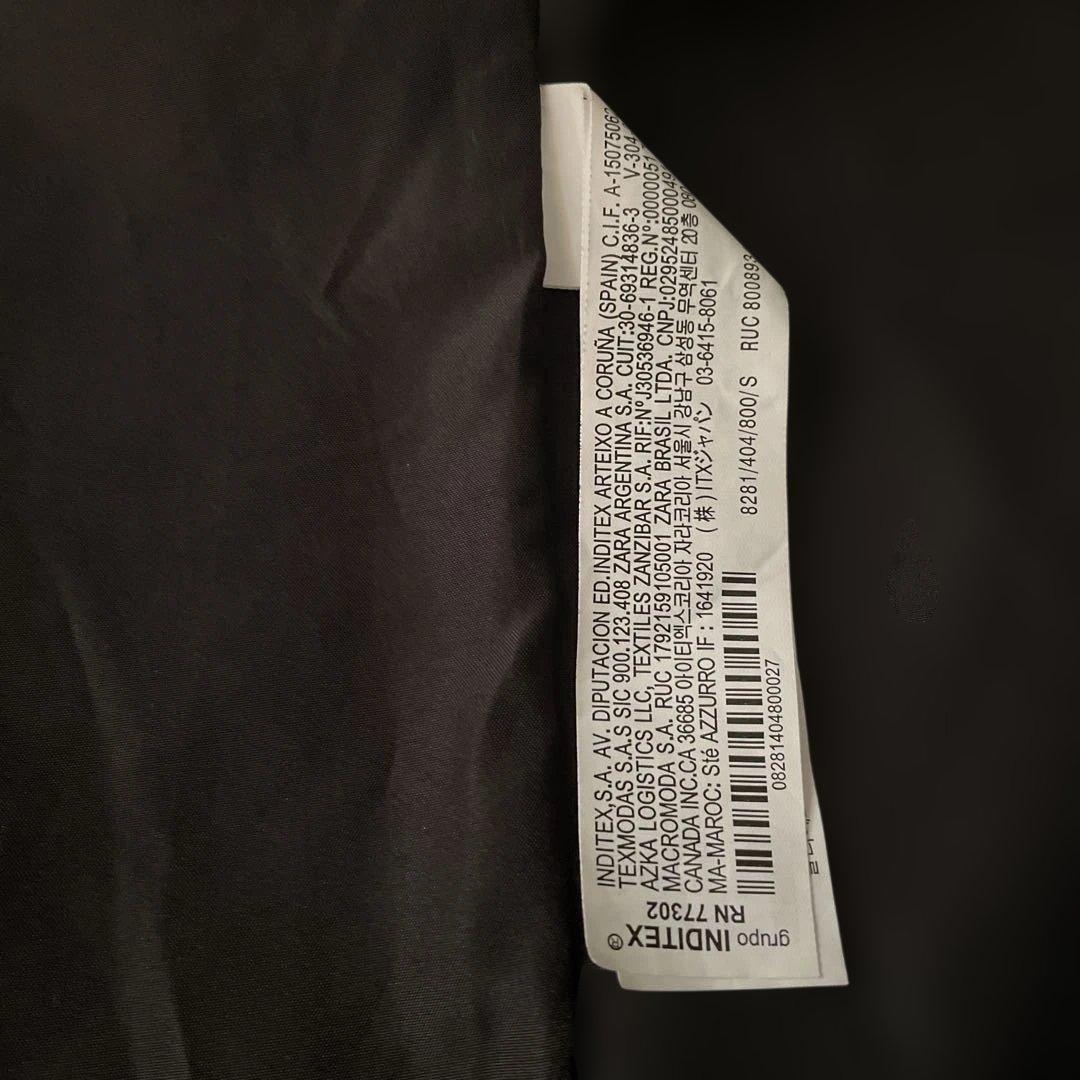 INDITEX,S.A. AV. DIPUTACION ED.INDITEX ARTEIXO A CORUÑA (SPAIN) C.I.F. A-15075062
TEXMODAS S.A.S SIC 900.123.408 ZARA ARGENTINA S.A. CUIT:30-69314836-3 V-304
AZKA LOGISTICS LLC, TEXTILES ZANZIBAR S.A. RIF:NºJ30536946-1 REG.Nº:0000051
MACROMODA S.A. RUC 1792159105001 ZARA BRASIL LTDA. CNPJ:0295248500049
CANADA INC.CA 36685 아이티엑스코리아 자라코리아 서울시 강남구 삼성동 무역센터 20층
MA-MAROC: Sté AZZURRO IF : 1641920 (株) ITXジャパン 03-6415-8061
8281/404/800/S RUC 800893
08281404800027
RN 77302
grupo INDITEX®